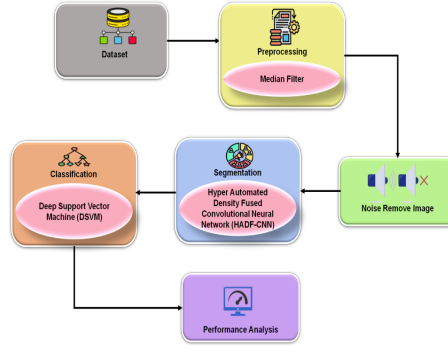 Dataset
Preprocessing
Median Filter
Noise Remove Image
Segmentation
Hyper Automated
Density Fused
Convolutional Neural
Network (HADF-CNN)
Classification
Deep Support Vector
Machine (DSVM)
Performance Analysis